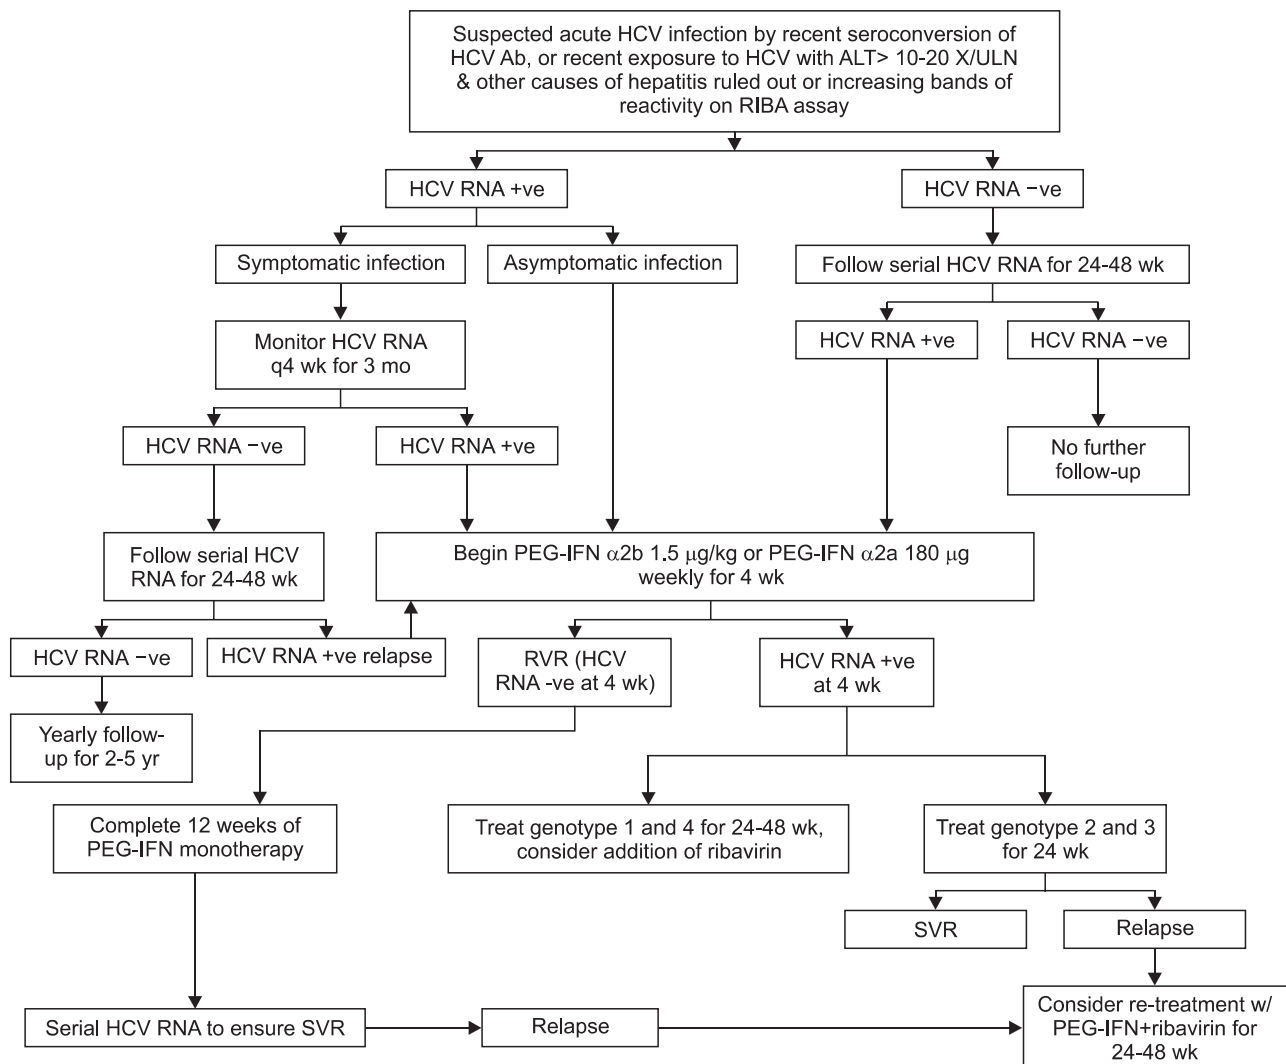 Suspected acute HCV infection by recent seroconversion of
HCV Ab, or recent exposure to HCV with ALT> 10-20 X/ULN
& other causes of hepatitis ruled out or increasing bands of
reactivity on RIBA assay
HCV RNA +ve
HCV RNA −ve
Symptomatic infection
Asymptomatic infection
Follow serial HCV RNA for 24-48 wk
Monitor HCV RNA
q4 wk for 3 mo
HCV RNA +ve
HCV RNA −ve
HCV RNA −ve
HCV RNA +ve
No further
follow-up
Follow serial HCV
RNA for 24-48 wk
Begin PEG-IFN α2b 1.5 μg/kg or PEG-IFN α2a 180 μg
weekly for 4 wk
HCV RNA −ve
HCV RNA +ve relapse
RVR (HCV
RNA -ve at 4 wk)
HCV RNA +ve
at 4 wk
Yearly follow-
up for 2-5 yr
Complete 12 weeks of
PEG-IFN monotherapy
Treat genotype 1 and 4 for 24-48 wk,
consider addition of ribavirin
Treat genotype 2 and 3
for 24 wk
SVR
Relapse
Serial HCV RNA to ensure SVR
Relapse
Consider re-treatment w/
PEG-IFN+ribavirin for
24-48 wk